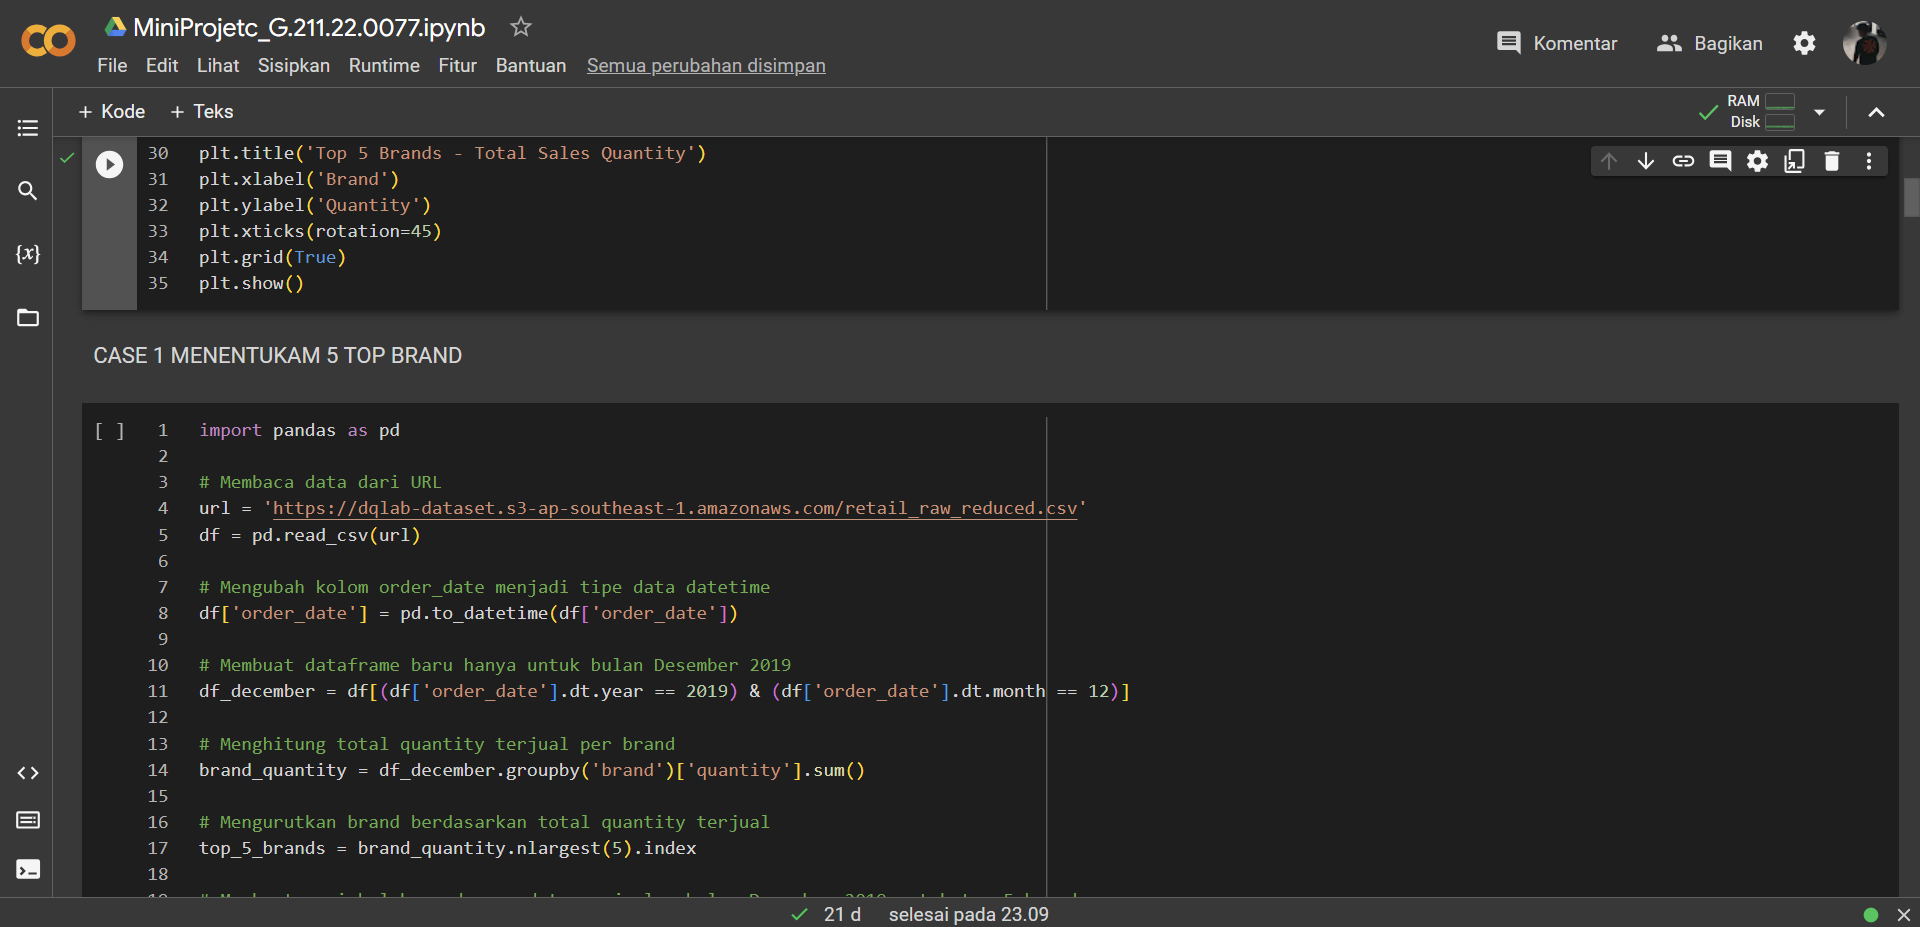 MiniProjetc_G.211.22.0077.ipynb
File Edit Lihat Sisipkan Runtime Fitur Bantuan Semua perubahan disimpan
Komentar Bagikan
+ Kode + Teks
RAM
Disk
30 plt.title('Top 5 Brands - Total Sales Quantity')
31 plt.xlabel('Brand')
32 plt.ylabel('Quantity')
33 plt.xticks(rotation=45)
34 plt.grid(True)
35 plt.show()
{x}
CASE 1 MENENTUKAM 5 TOP BRAND
[ ] 1 import pandas as pd
2
3 # Membaca data dari URL
4 url = 'https://dqlab-dataset.s3-ap-southeast-1.amazonaws.com/retail_raw_reduced.csv'
5 df = pd.read_csv(url)
6
7 # Mengubah kolom order_date menjadi tipe data datetime
8 df['order_date'] = pd.to_datetime(df['order_date'])
9
10 # Membuat dataframe baru hanya untuk bulan Desember 2019
11 df_december = df[(df['order_date'].dt.year == 2019) & (df['order_date'].dt.month == 12)]
12
13 # Menghitung total quantity terjual per brand
14 brand_quantity = df_december.groupby('brand')['quantity'].sum()
15
16 # Mengurutkan brand berdasarkan total quantity terjual
17 top_5_brands = brand_quantity.nlargest(5).index
18
21 d selesai pada 23.09